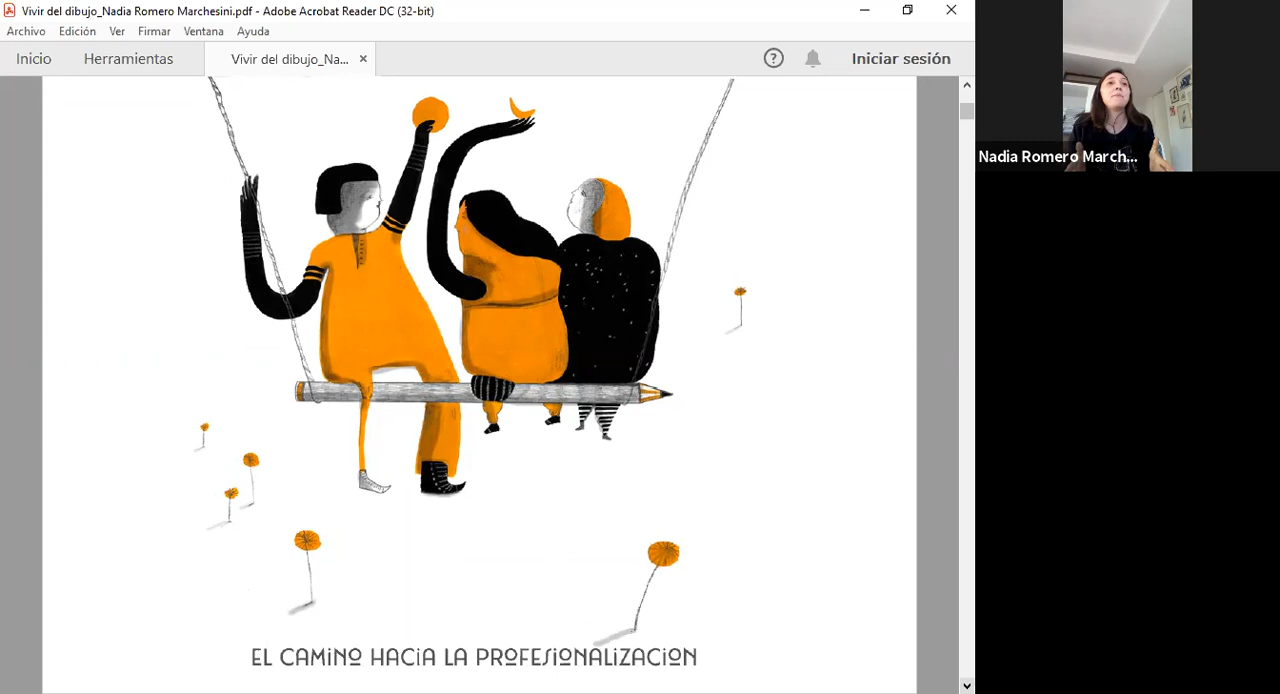 Vivir del dibujo_Nadia Romero Marchesini.pdf - Adobe Acrobat Reader DC (32-bit)
Archivo Edición Ver Firmar Ventana Ayuda
Inicio Herramientas Vivir del dibujo_Na... × Iniciar sesión
Nadia Romero March...
EL CAMINO HACIA LA PROFESIONALIZACION